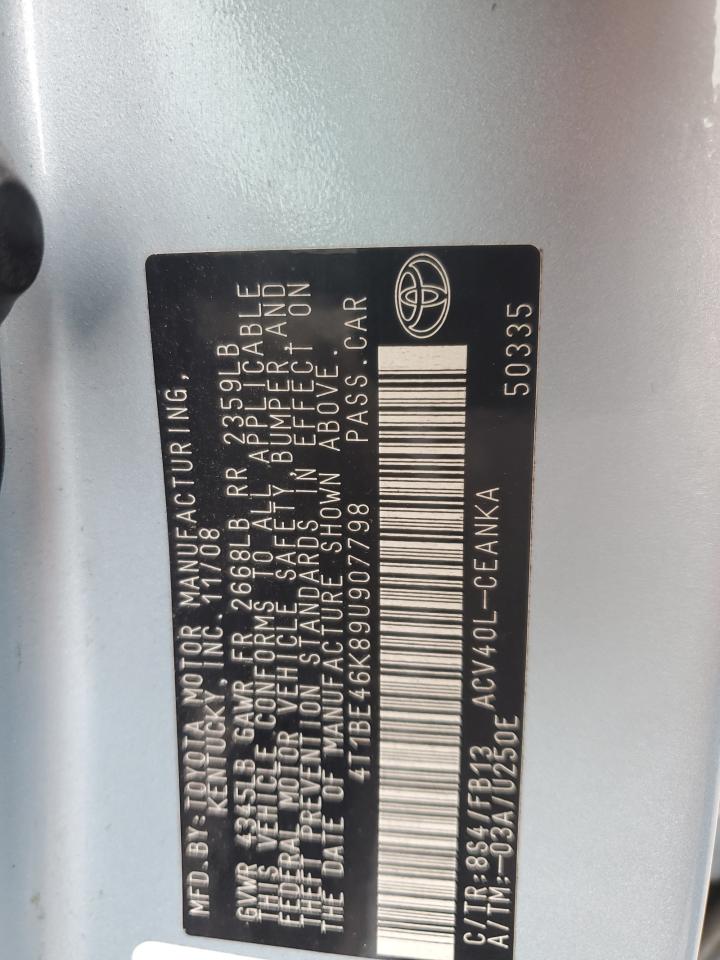 MFD.BY:TOYOTA MOTOR MANUFACTURING,
KENTUCKY,INC. 11/08
GVWR 4345LB GAWR FR 2668LB RR 2359LB
THIS VEHICLE CONFORMS TO ALL APPLICABLE
FEDERAL MOTOR VEHICLE SAFETY,BUMPER,AND
THEFT PREVENTION STANDARDS IN EFFECT ON
THE DATE OF MANUFACTURE SHOWN ABOVE.
4T1BE46K89U907798 PASS.CAR
C/TR:8S4/FB13 ACV40L-CEANKA
A/TM:-03A/U250E 50335